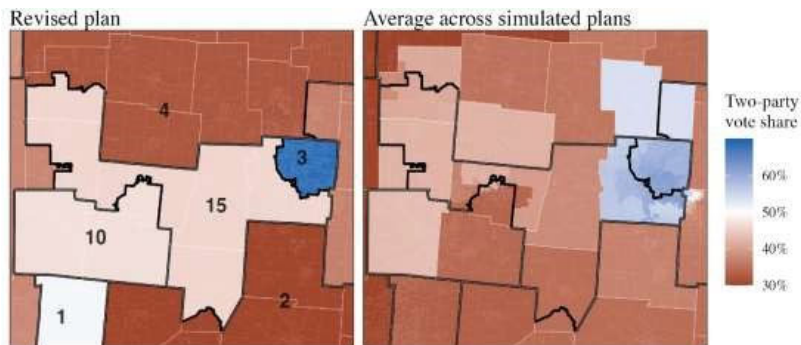 Revised plan
Average across simulated plans
4
3
15
10
2
1
Two-party
vote share
60%
50%
40%
30%